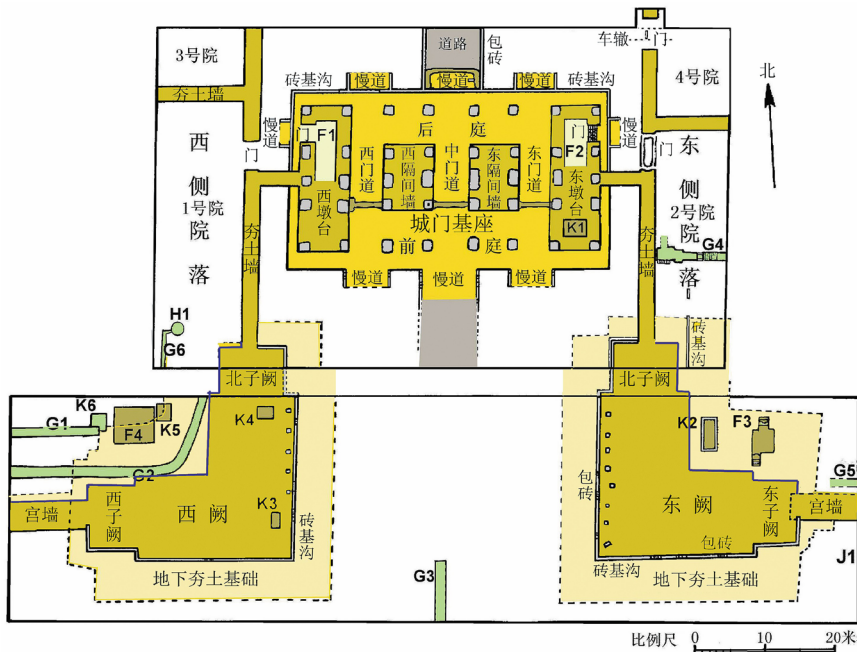 道路
包砖
车辙
门
3号院
砖基沟
慢道
慢道
慢道
砖基沟
4号院
北
夯土墙
慢道
门
F1
后庭
门
F2
慢道
门
门
西侧院落
1号院
西门道
西隔间墙
中门道
东隔间墙
东门道
东侧院落
2号院
西墩台
东墩台
城门基座
K1
夯土墙
前庭
夯土墙
G4
慢道
慢道
慢道
H1
G6
砖基沟
北子阙
北子阙
K6
G1
F4
K5
K4
K2
F3
G2
包砖
G5
宫墙
西子阙
西阙
K3
砖基沟
东阙
东子阙
宫墙
包砖
J1
地下夯土基础
G3
砖基沟
地下夯土基础
比例尺
0
10
20米